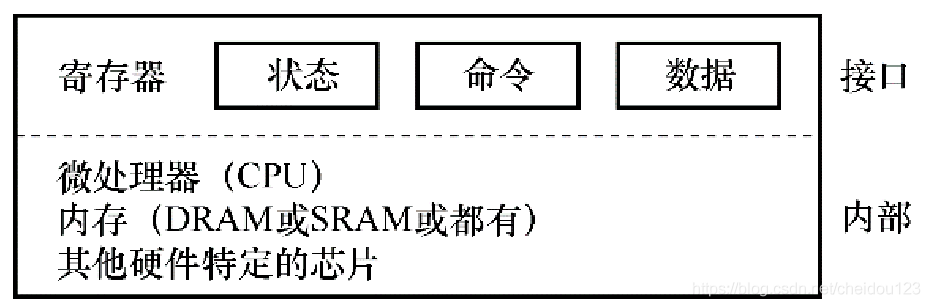 寄存器 状态 命令 数据 接口
微处理器（CPU）
内存（DRAM或SRAM或都有） 内部
其他硬件特定的芯片
https://blog.csdn.net/cheidou123